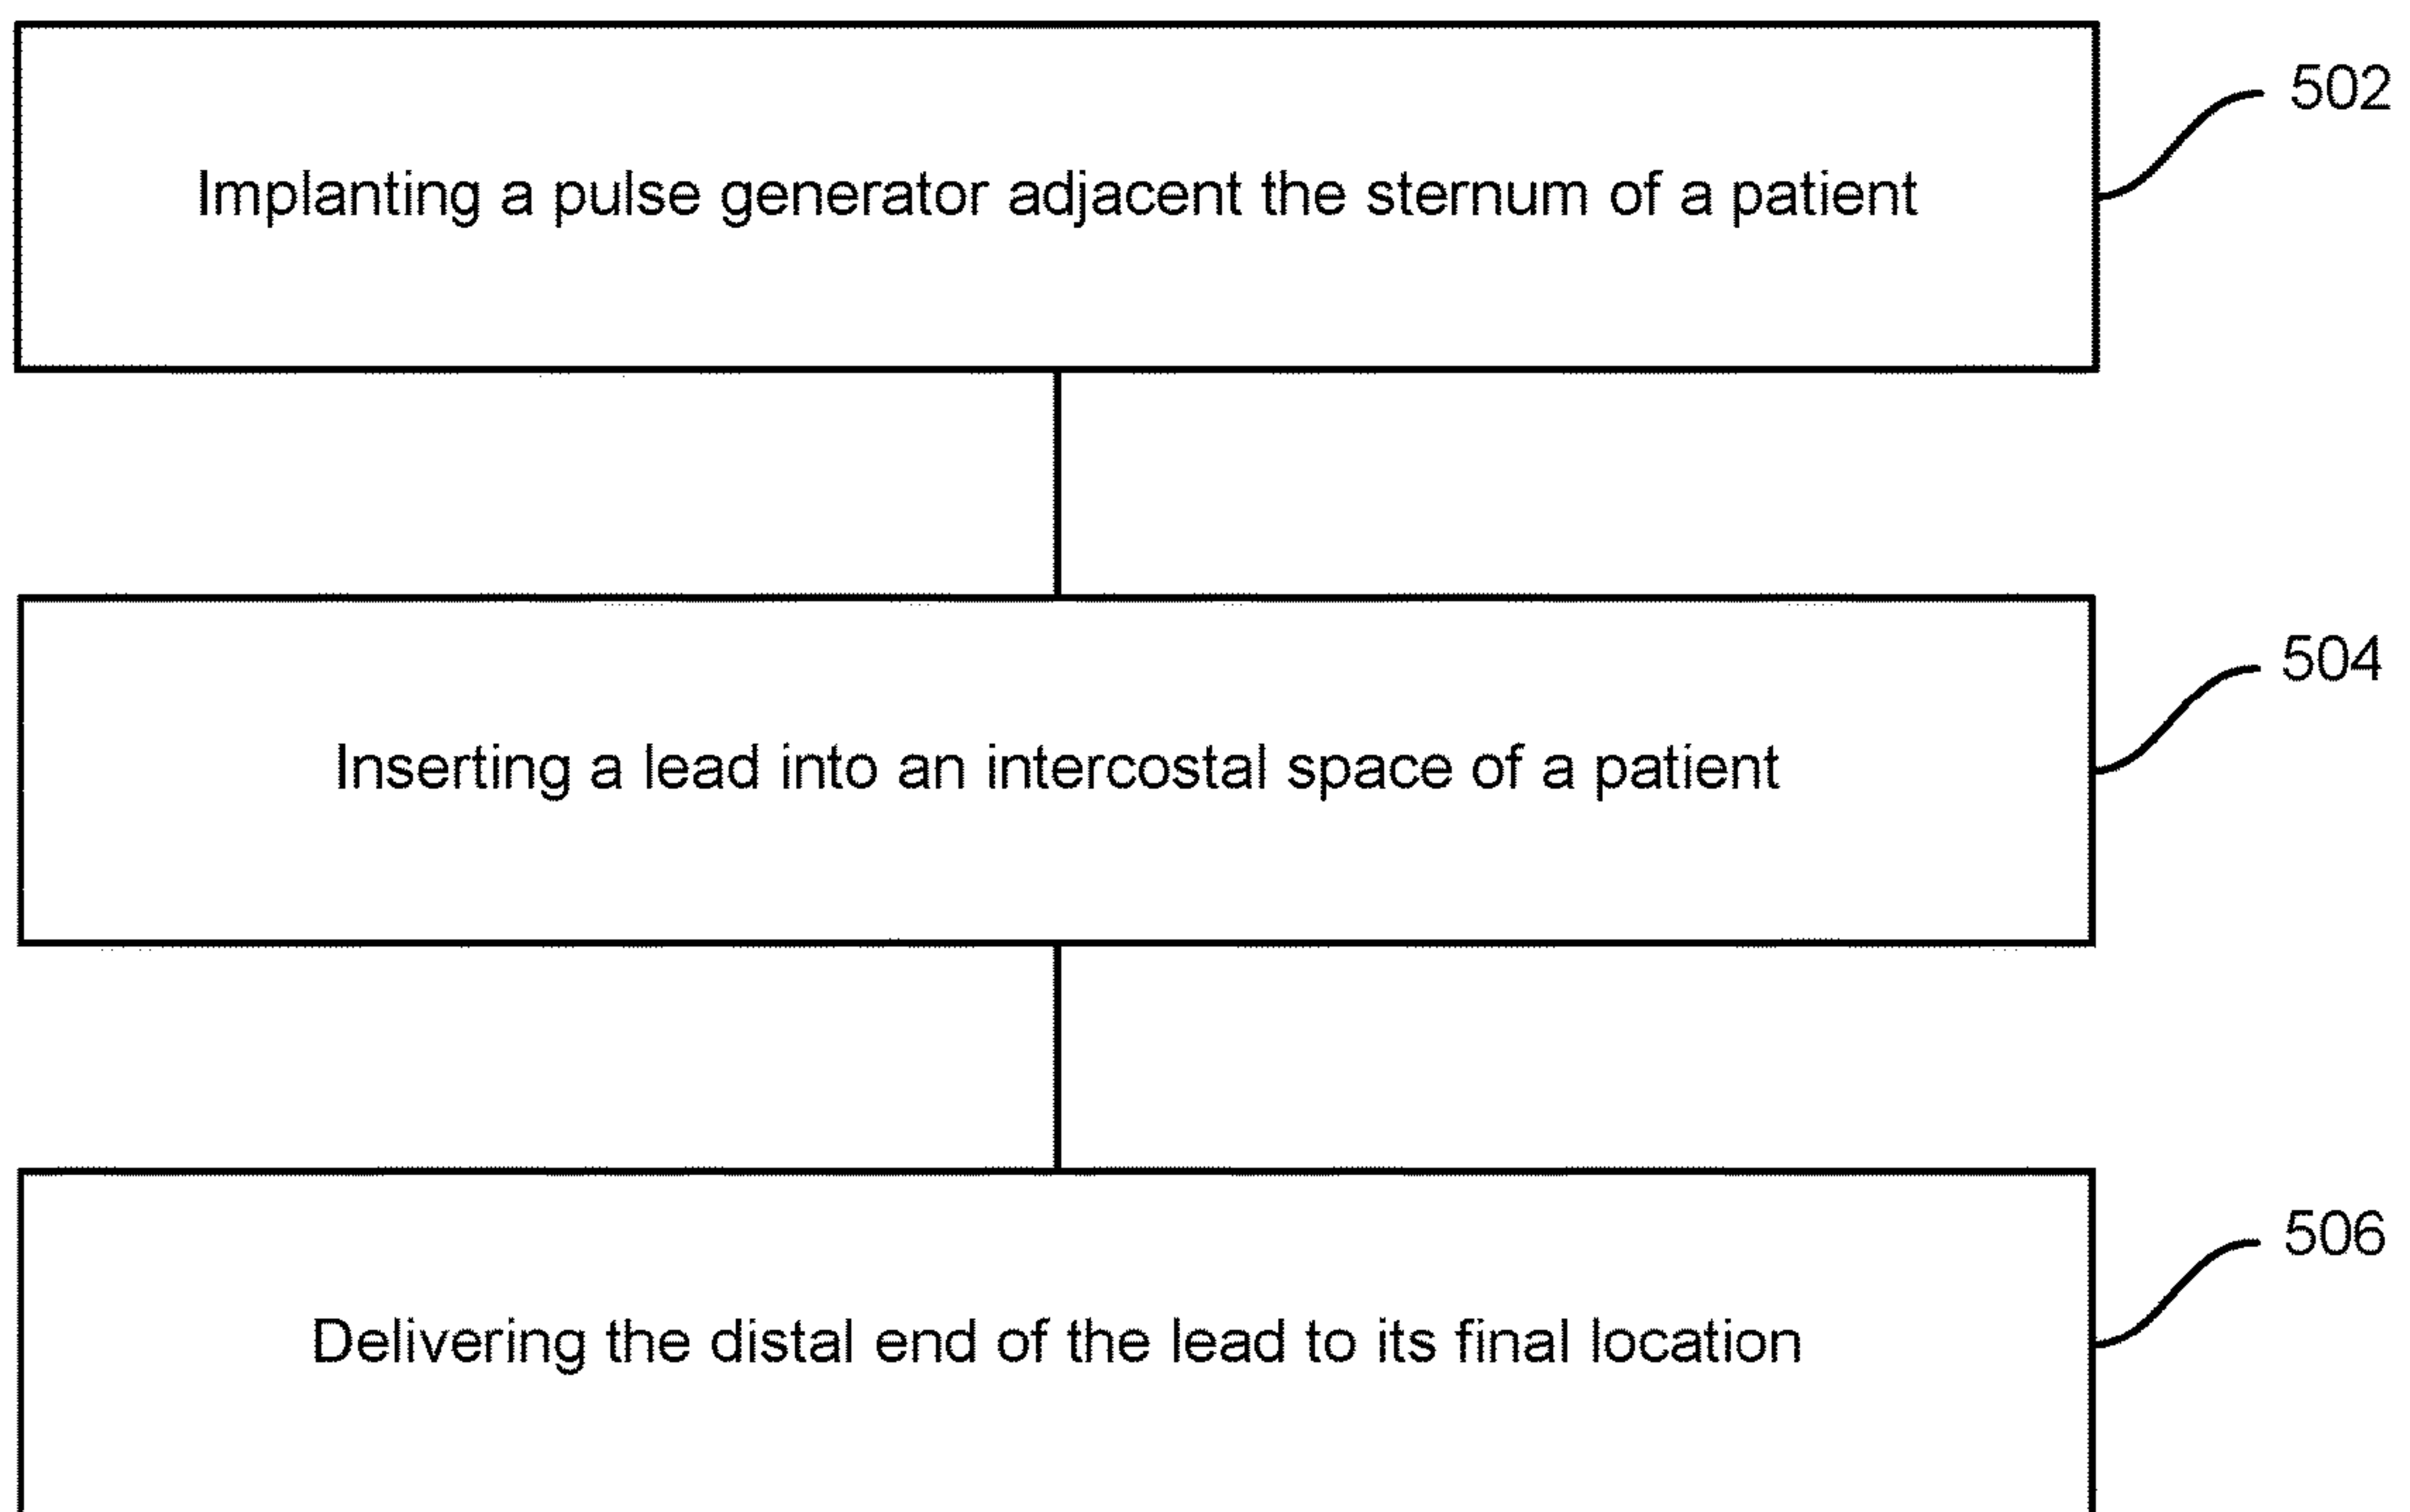 502
Implanting a pulse generator adjacent the sternum of a patient
504
Inserting a lead into an intercostal space of a patient
506
Delivering the distal end of the lead to its final location